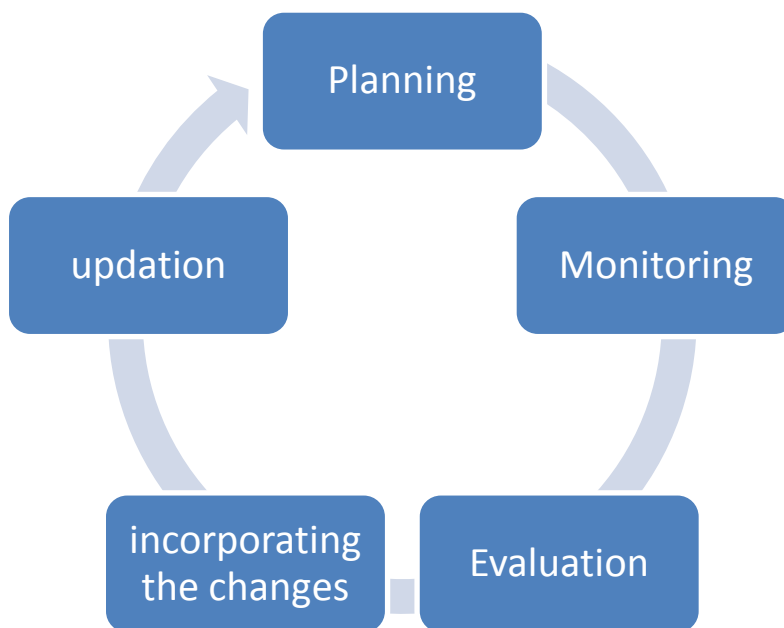 Planning
Monitoring
Evaluation
incorporating
the changes
updation